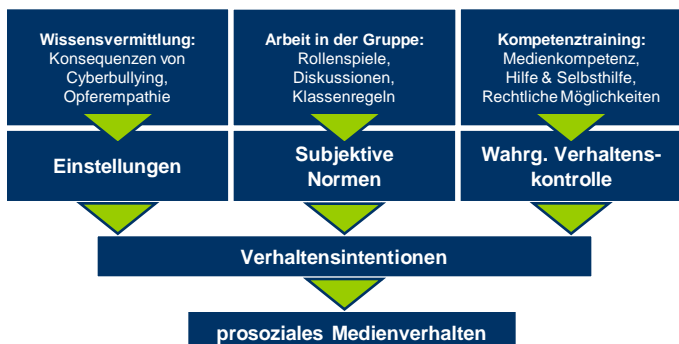 Wissensvermittlung:
Konsequenzen von
Cyberbullying,
Opferempathie
Arbeit in der Gruppe:
Rollenspiele,
Diskussionen,
Klassenregeln
Kompetenztraining:
Medienkompetenz,
Hilfe & Selbsthilfe,
Rechtliche Möglichkeiten
Einstellungen
Subjektive
Normen
Wahrg. Verhaltens-
kontrolle
Verhaltensintentionen
prosoziales Medienverhalten